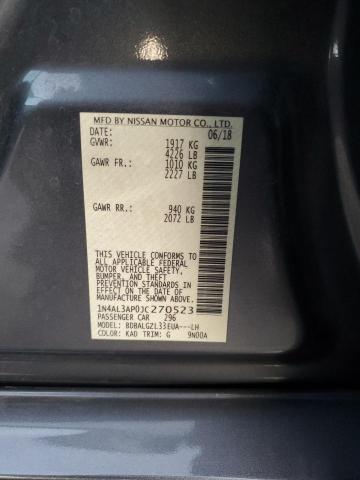 MFD BY NISSAN MOTOR CO., LTD.
DATE: 06/18
GVWR: 1917 KG
4226 LB
GAWR FR.: 1010 KG
2227 LB
GAWR RR.: 940 KG
2072 LB
THIS VEHICLE CONFORMS TO
ALL APPLICABLE FEDERAL
MOTOR VEHICLE SAFETY,
BUMPER, AND THEFT
PREVENTION STANDARDS
IN EFFECT ON THE DATE OF
MANUFACTURE SHOWN ABOVE.
1N4AL3AP0JC270523
PASSENGER CAR 296
MODEL: BDBALGZL33EUA---LH
COLOR: KAD TRIM: G 9N00A